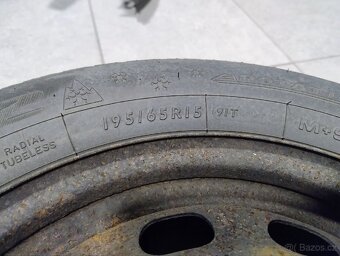 195/65R15
91T
M+S
RADIAL
TUBELESS
© Bazos.cz